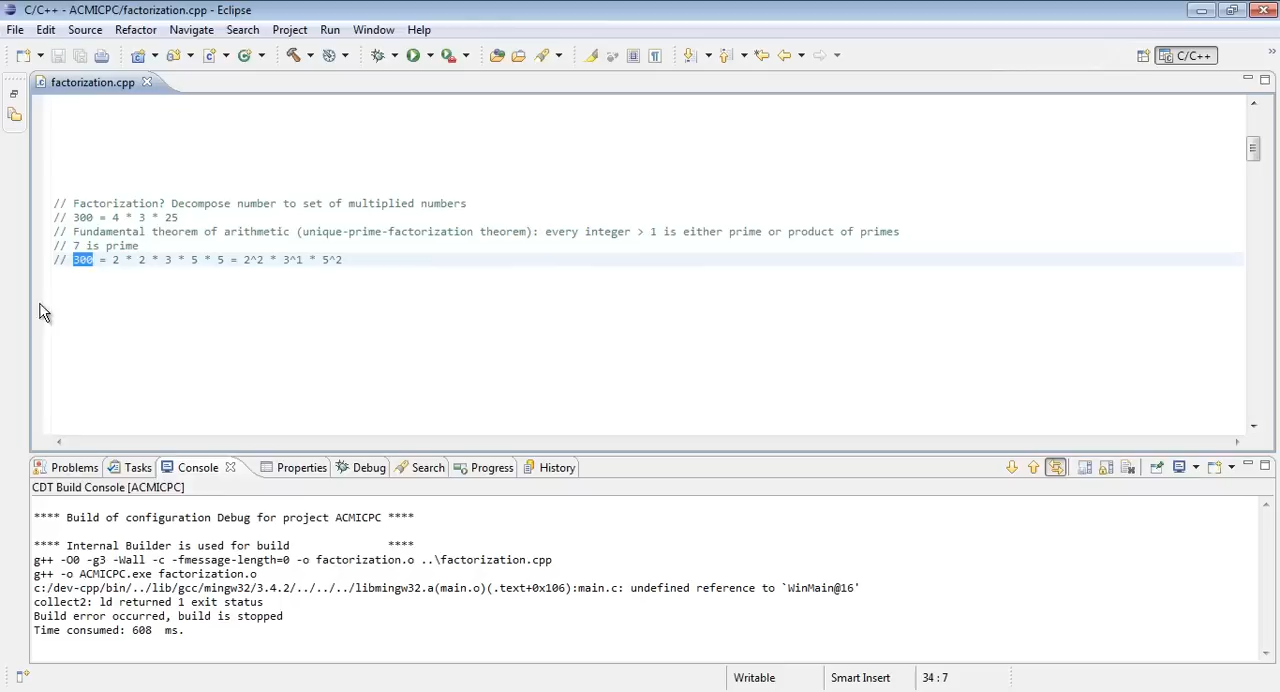 C/C++ - ACMICPC/factorization.cpp - Eclipse
File Edit Source Refactor Navigate Search Project Run Window Help
C/C++
factorization.cpp
// Factorization? Decompose number to set of multiplied numbers
// 300 = 4 * 3 * 25
// Fundamental theorem of arithmetic (unique-prime-factorization theorem): every integer > 1 is either prime or product of primes
// 7 is prime
// 300 = 2 * 2 * 3 * 5 * 5 = 2^2 * 3^1 * 5^2
Problems Tasks Console Properties Debug Search Progress History
CDT Build Console [ACMICPC]
**** Build of configuration Debug for project ACMICPC ****
**** Internal Builder is used for build ****
g++ -O0 -g3 -Wall -c -fmessage-length=0 -o factorization.o ..\factorization.cpp
g++ -o ACMICPC.exe factorization.o
c:/dev-cpp/bin/../lib/gcc/mingw32/3.4.2/../../../libmingw32.a(main.o)(.text+0x106):main.c: undefined reference to `WinMain@16'
collect2: ld returned 1 exit status
Build error occurred, build is stopped
Time consumed: 608 ms.
Writable Smart Insert 34 : 7